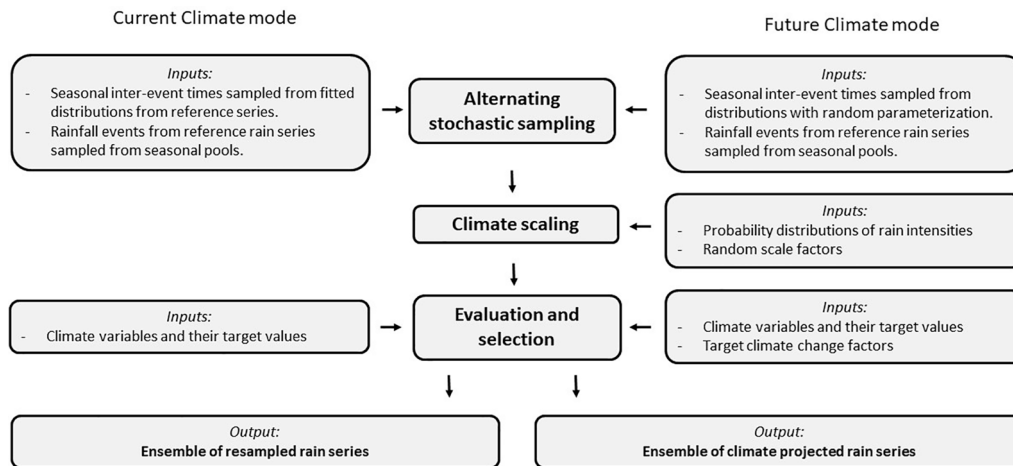 Current Climate mode
Future Climate mode
Inputs:
- Seasonal inter-event times sampled from fitted
distributions from reference series.
- Rainfall events from reference rain series
sampled from seasonal pools.
Alternating
stochastic sampling
Inputs:
- Seasonal inter-event times sampled from
distributions with random parameterization.
- Rainfall events from reference rain series
sampled from seasonal pools.
Climate scaling
Inputs:
- Probability distributions of rain intensities
- Random scale factors
Inputs:
- Climate variables and their target values
Evaluation and
selection
Inputs:
- Climate variables and their target values
- Target climate change factors
Output:
Ensemble of resampled rain series
Output:
Ensemble of climate projected rain series